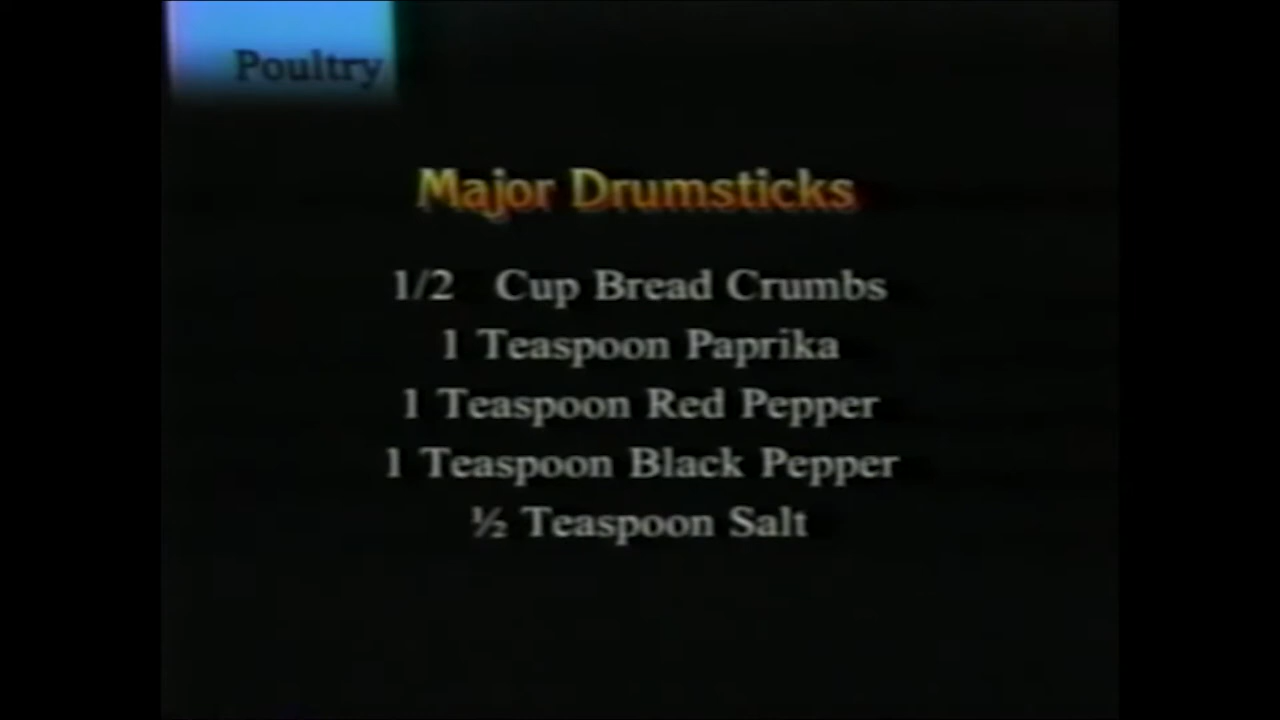 Poultry
Major Drumsticks
1/2 Cup Bread Crumbs
1 Teaspoon Paprika
1 Teaspoon Red Pepper
1 Teaspoon Black Pepper
½ Teaspoon Salt